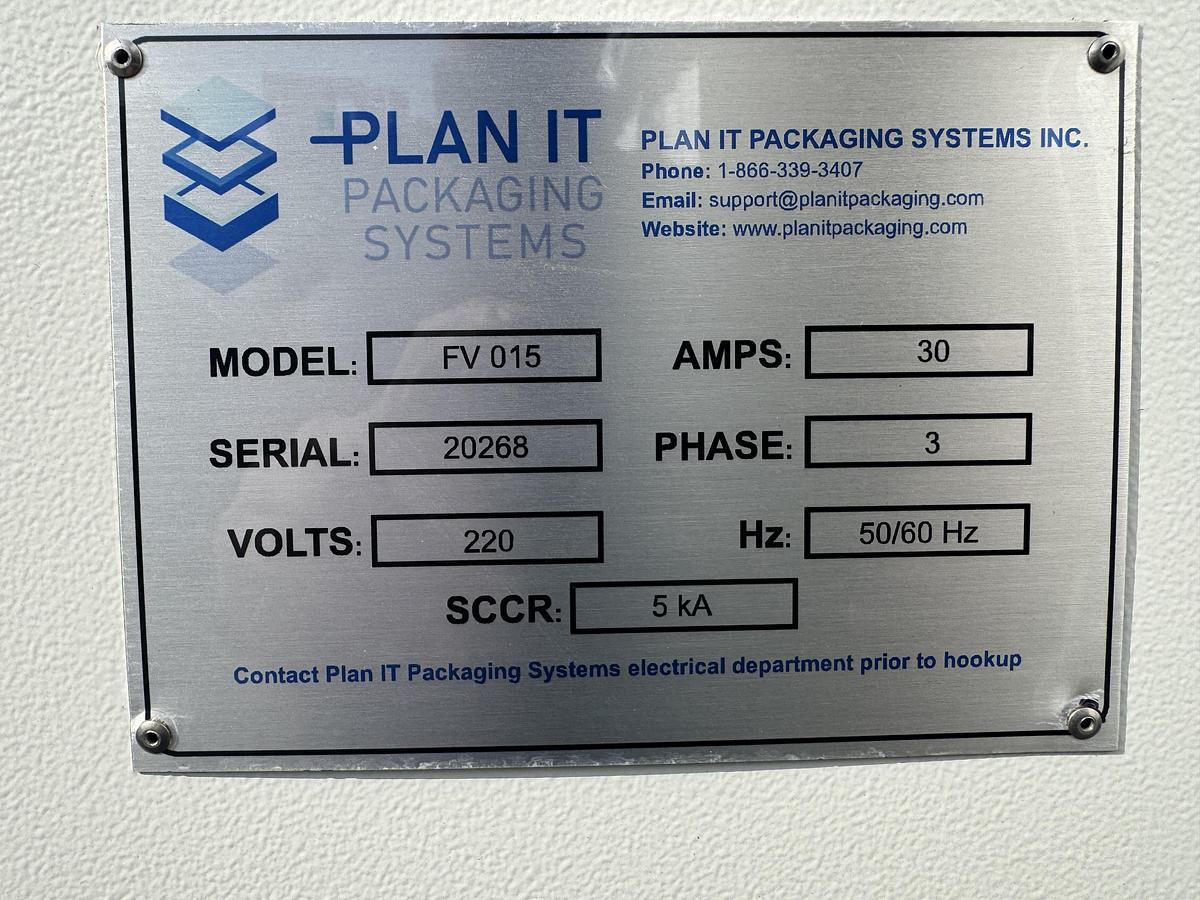 PLAN IT
PACKAGING
SYSTEMS
PLAN IT PACKAGING SYSTEMS INC.
Phone: 1-866-339-3407
Email: support@planitpackaging.com
Website: www.planitpackaging.com
MODEL: FV 015
AMPS: 30
SERIAL: 20268
PHASE: 3
VOLTS: 220
Hz: 50/60 Hz
SCCR: 5 kA
Contact Plan IT Packaging Systems electrical department prior to hookup